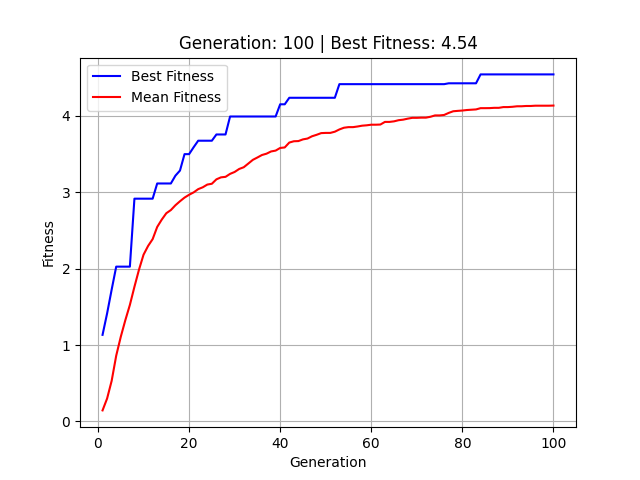 Generation: 100 | Best Fitness: 4.54
Best Fitness
Mean Fitness
Fitness
4
3
2
1
0
0 20 40 60 80 100
Generation